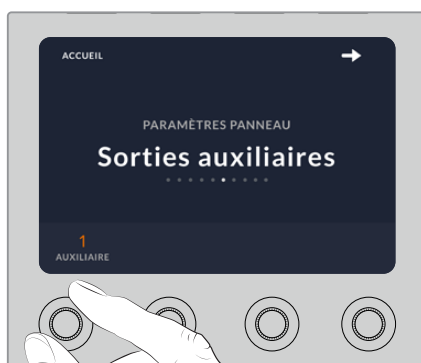 ACCUEIL
PARAMÈTRES PANNEAU
Sorties auxiliaires
1
AUXILIAIRE